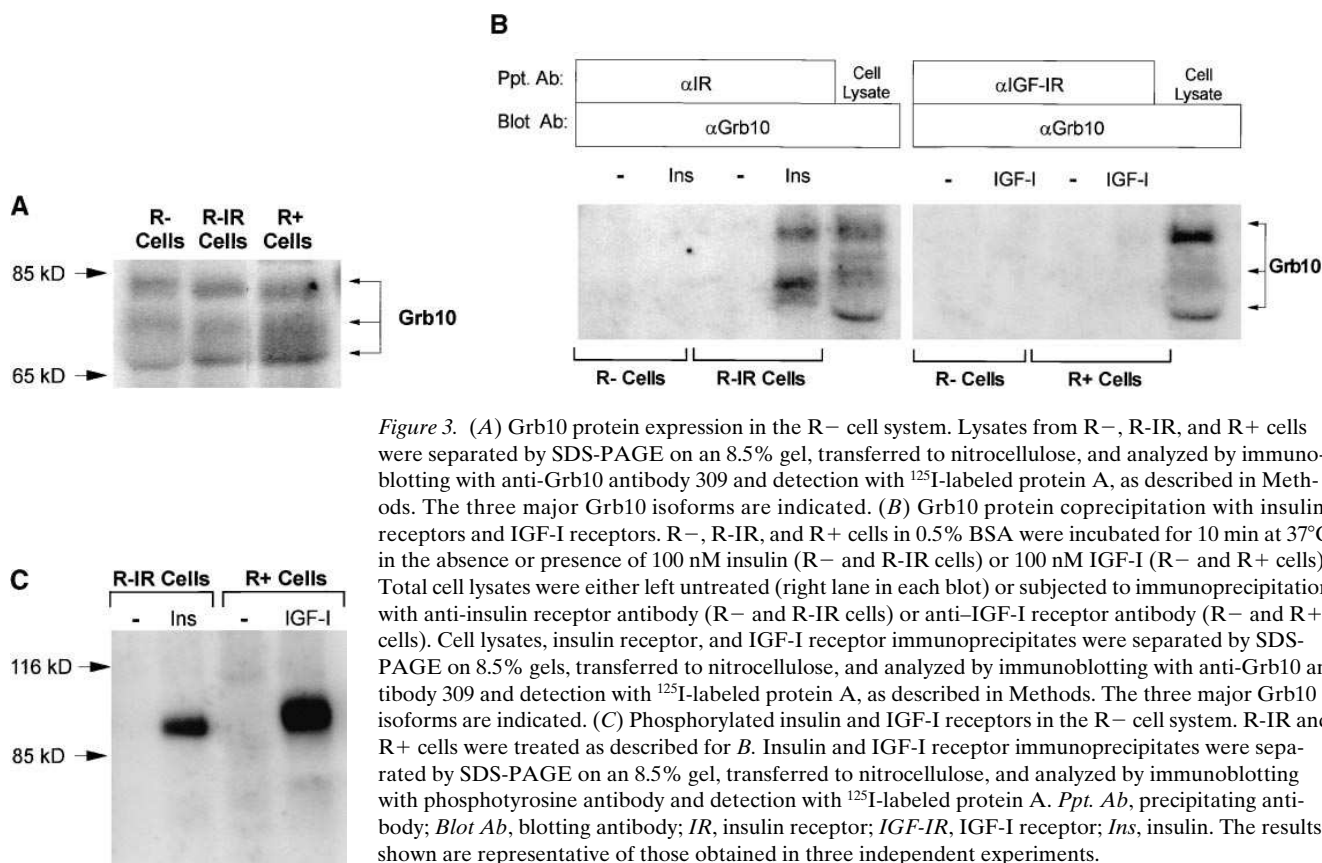 B
Ppt. Ab:
αIR
Cell Lysate
αIGF-IR
Cell Lysate
Blot Ab:
αGrb10
αGrb10
- Ins - Ins
- IGF-I - IGF-I
Grb10
R- Cells
R-IR Cells
R- Cells
R+ Cells
A
R- Cells
R-IR Cells
R+ Cells
85 kD
65 kD
Grb10
C
R-IR Cells
R+ Cells
- Ins - IGF-I
116 kD
85 kD
Figure 3. (A) Grb10 protein expression in the R− cell system. Lysates from R−, R-IR, and R+ cells
were separated by SDS-PAGE on an 8.5% gel, transferred to nitrocellulose, and analyzed by immuno-
blotting with anti-Grb10 antibody 309 and detection with ¹²⁵I-labeled protein A, as described in Meth-
ods. The three major Grb10 isoforms are indicated. (B) Grb10 protein coprecipitation with insulin
receptors and IGF-I receptors. R−, R-IR, and R+ cells in 0.5% BSA were incubated for 10 min at 37°C
in the absence or presence of 100 nM insulin (R− and R-IR cells) or 100 nM IGF-I (R− and R+ cells)
Total cell lysates were either left untreated (right lane in each blot) or subjected to immunoprecipitation
with anti-insulin receptor antibody (R− and R-IR cells) or anti–IGF-I receptor antibody (R− and R+
cells). Cell lysates, insulin receptor, and IGF-I receptor immunoprecipitates were separated by SDS-
PAGE on 8.5% gels, transferred to nitrocellulose, and analyzed by immunoblotting with anti-Grb10 an
tibody 309 and detection with ¹²⁵I-labeled protein A, as described in Methods. The three major Grb10
isoforms are indicated. (C) Phosphorylated insulin and IGF-I receptors in the R− cell system. R-IR and
R+ cells were treated as described for B. Insulin and IGF-I receptor immunoprecipitates were sepa-
rated by SDS-PAGE on an 8.5% gel, transferred to nitrocellulose, and analyzed by immunoblotting
with phosphotyrosine antibody and detection with ¹²⁵I-labeled protein A. Ppt. Ab, precipitating anti-
body; Blot Ab, blotting antibody; IR, insulin receptor; IGF-IR, IGF-I receptor; Ins, insulin. The results
shown are representative of those obtained in three independent experiments.